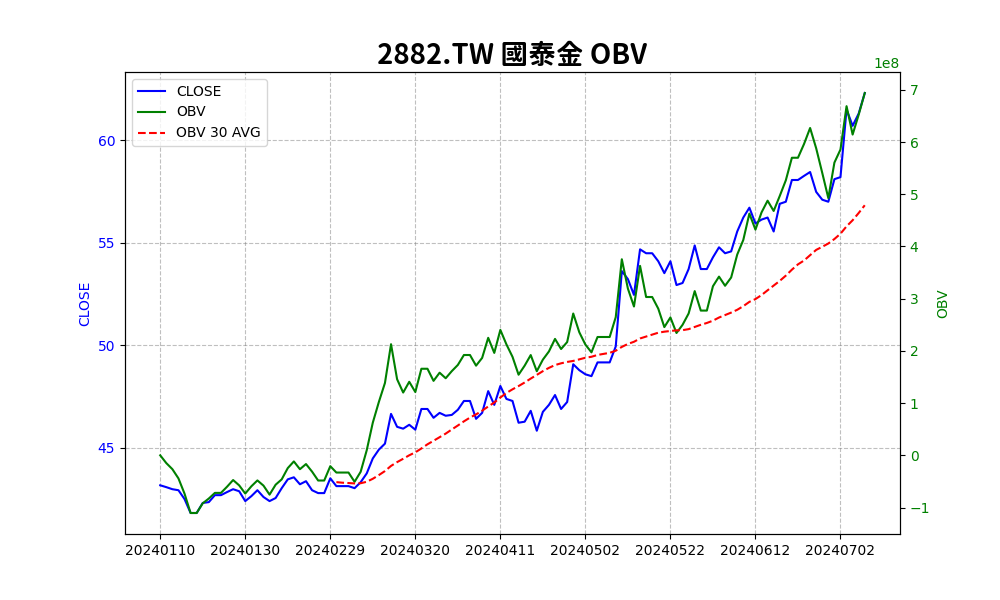 2882.TW 國泰金 OBV
1e8
CLOSE
OBV
OBV 30 AVG
60
55
50
45
CLOSE
7
6
5
4
3
2
1
0
−1
OBV
20240110 20240130 20240229 20240320 20240411 20240502 20240522 20240612 20240702